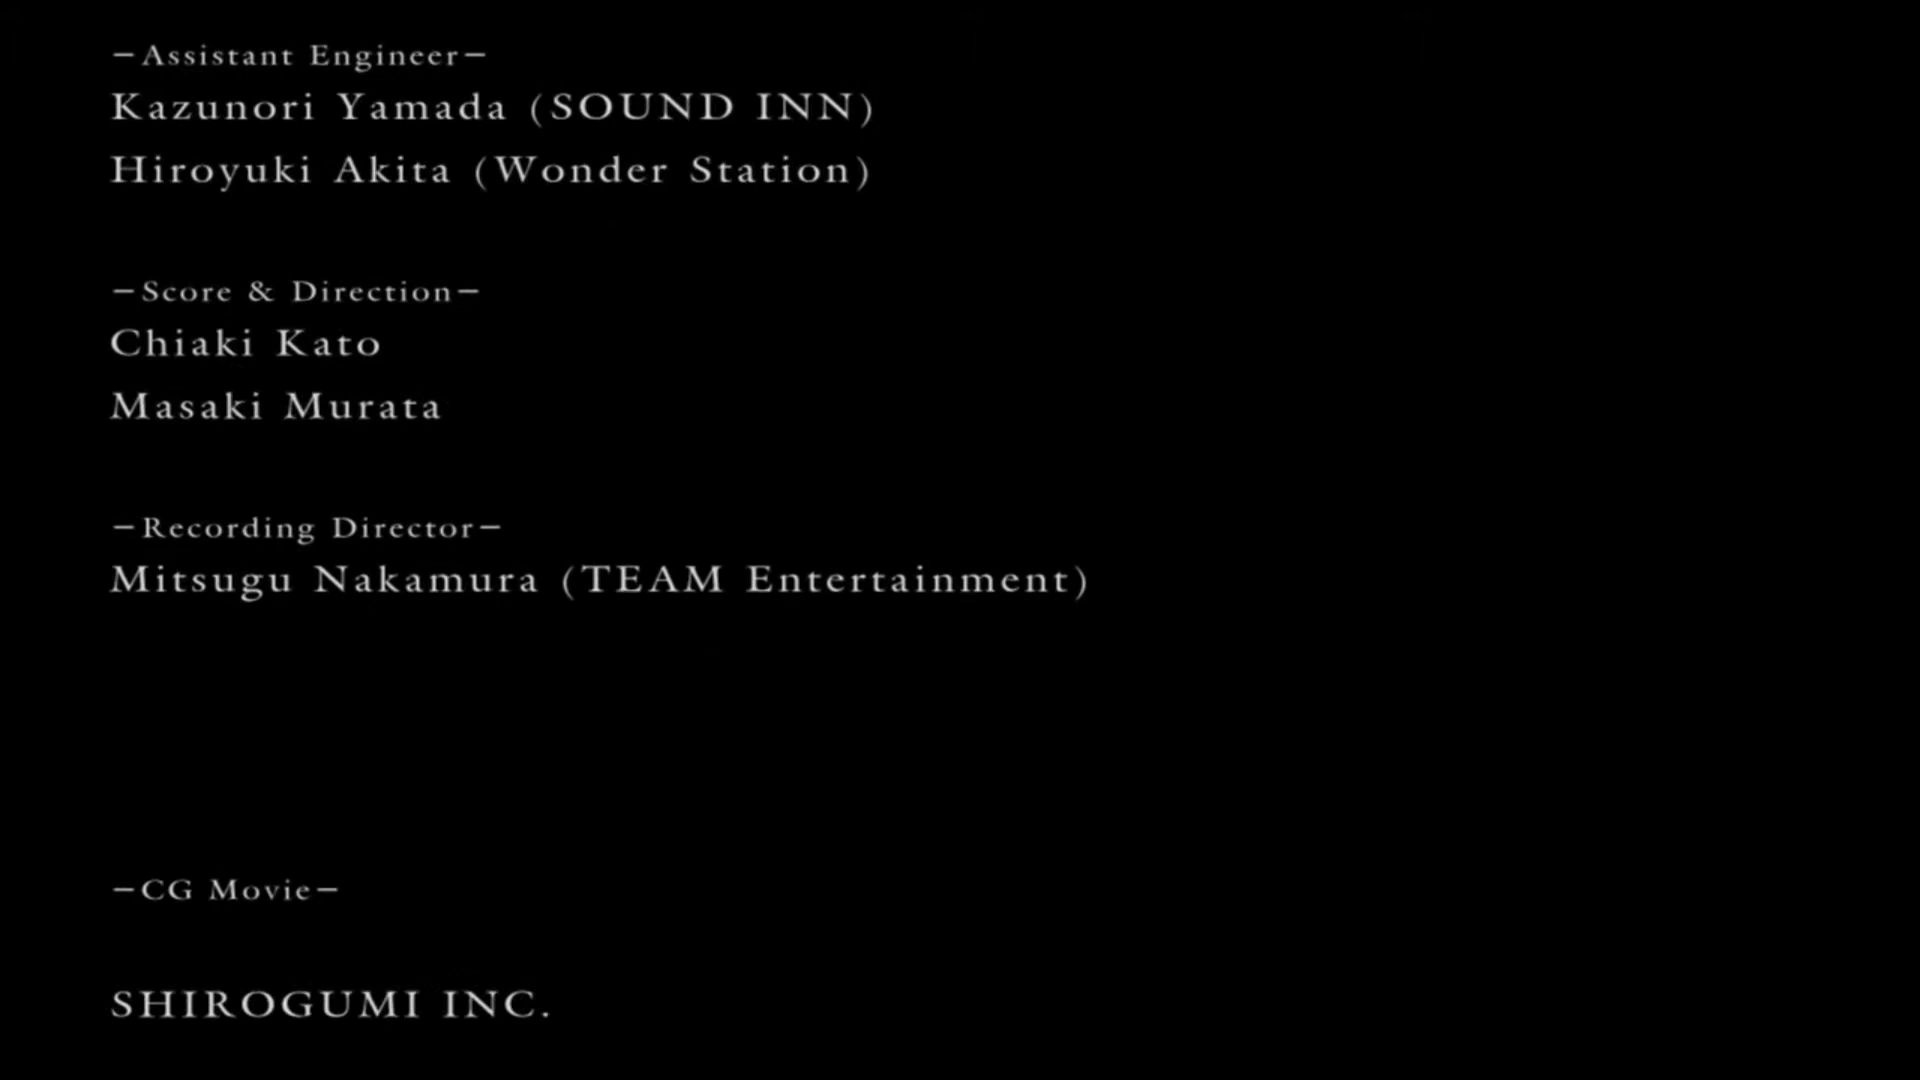 −Assistant Engineer−
Kazunori Yamada (SOUND INN)
Hiroyuki Akita (Wonder Station)
−Score & Direction−
Chiaki Kato
Masaki Murata
−Recording Director−
Mitsugu Nakamura (TEAM Entertainment)
−CG Movie−
SHIROGUMI INC.